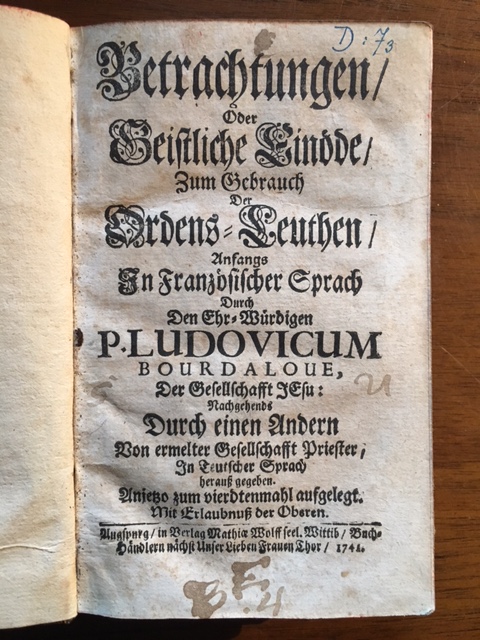 D: 73
Betrachtungen/
Oder
Geistliche Einöde/
Zum Gebrauch
Der
Ordens-Leuthen/
Anfangs
In Französischer Sprach
Durch
Den Ehr-Würdigen
P. LUDOVICUM
BOURDALOUE,
Der Gesellschafft JEsu:
Nachgehends
Durch einen Andern
Von ermelter Gesellschafft Priester/
In Teutscher Sprach
herauß gegeben.
Anjetzo zum vierdtenmahl aufgelegt.
Mit Erlaubnuß der Oberen.
Augspurg/ in Verlag Mathiæ Wolff seel. Wittib/ Buch-
Händlern nächst Unser Lieben Frauen Thor/ 1741.